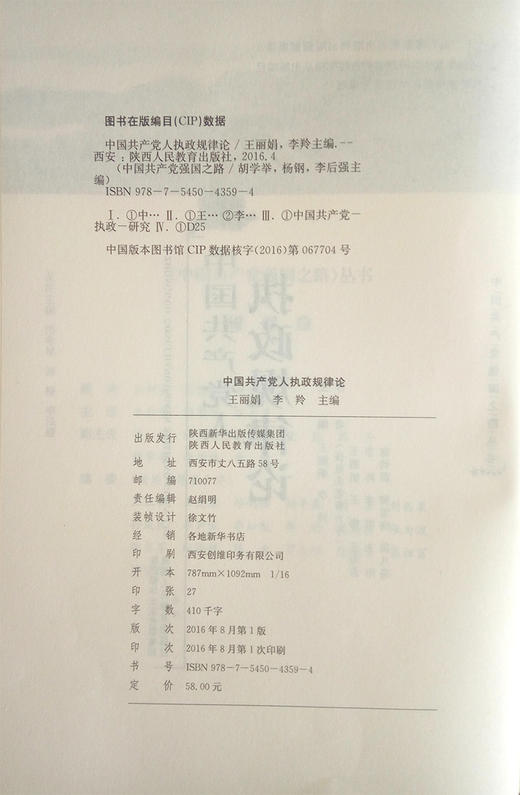 图书在版编目(CIP)数据
中国共产党人执政规律论 / 王丽娟，李羚主编.--
西安：陕西人民教育出版社，2016.4
（中国共产党强国之路 / 胡学举，杨钢，李后强主
编）
ISBN 978-7-5450-4359-4
Ⅰ.①中… Ⅱ.①王… ②李… Ⅲ.①中国共产党－
执政－研究 Ⅳ.①D25
中国版本图书馆 CIP 数据核字(2016)第 067704 号
中国共产党人执政规律论
王丽娟 李 羚 主编
出版发行 陕西新华出版传媒集团
陕西人民教育出版社
地 址 西安市丈八五路 58 号
邮 编 710077
责任编辑 赵绢明
装帧设计 徐文竹
经 销 各地新华书店
印 刷 西安创维印务有限公司
开 本 787mm×1092mm 1/16
印 张 27
字 数 410 千字
版 次 2016 年 8 月第 1 版
印 次 2016 年 8 月第 1 次印刷
书 号 ISBN 978-7-5450-4359-4
定 价 58.00 元